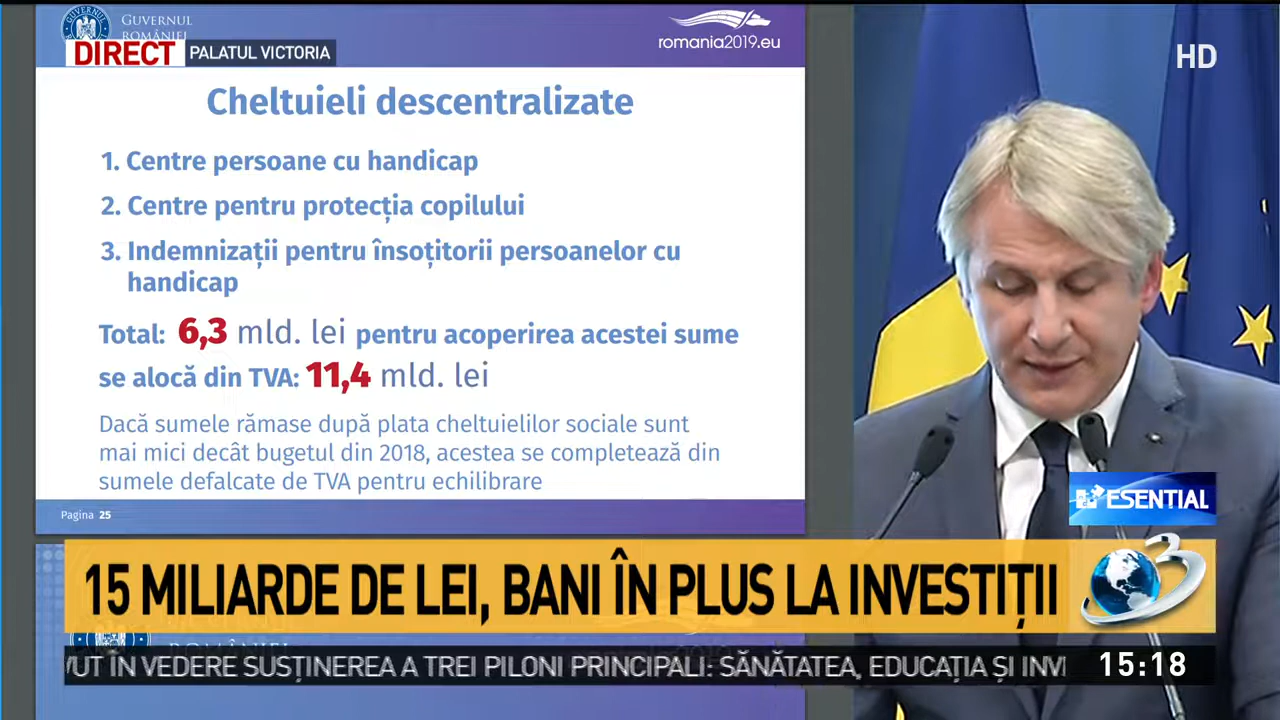 GUVERNUL
ROMÂNIEI
DIRECT
PALATUL VICTORIA
romania2019.eu
HD
Cheltuieli descentralizate
1. Centre persoane cu handicap
2. Centre pentru protecția copilului
3. Indemnizații pentru însoțitorii persoanelor cu
handicap
Total: 6,3 mld. lei pentru acoperirea acestei sume
se alocă din TVA: 11,4 mld. lei
Dacă sumele rămase după plata cheltuielilor sociale sunt
mai mici decât bugetul din 2018, acestea se completează din
sumele defalcate de TVA pentru echilibrare
Pagina 25
ESENȚIAL
15 MILIARDE DE LEI, BANI ÎN PLUS LA INVESTIȚII
3
VUT ÎN VEDERE SUSȚINEREA A TREI PILONI PRINCIPALI: SĂNĂTATEA, EDUCAȚIA ȘI INV
15:18